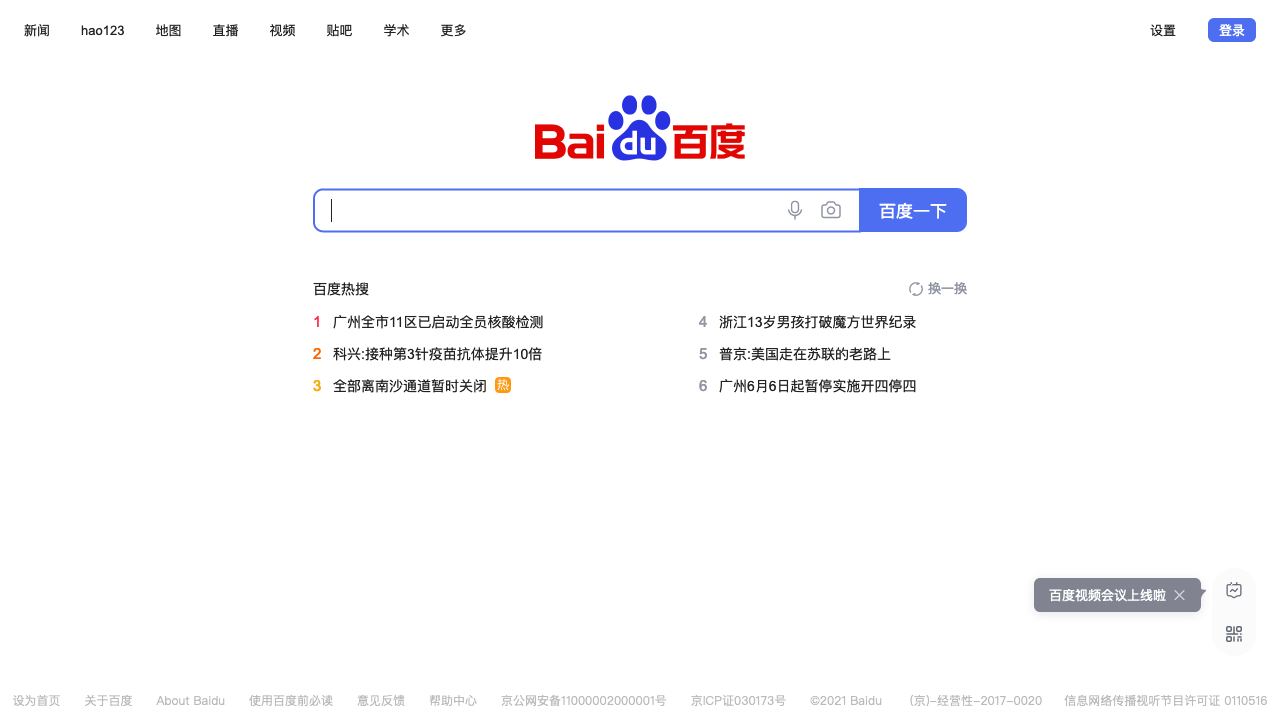 新闻 hao123 地图 直播 视频 贴吧 学术 更多 设置 登录
Bai du 百度
百度一下
百度热搜 换一换
1 广州全市11区已启动全员核酸检测
2 科兴:接种第3针疫苗抗体提升10倍
3 全部离南沙通道暂时关闭 热
4 浙江13岁男孩打破魔方世界纪录
5 普京:美国走在苏联的老路上
6 广州6月6日起暂停实施开四停四
百度视频会议上线啦
设为首页 关于百度 About Baidu 使用百度前必读 意见反馈 帮助中心 京公网安备11000002000001号 京ICP证030173号 ©2021 Baidu (京)-经营性-2017-0020 信息网络传播视听节目许可证 0110516